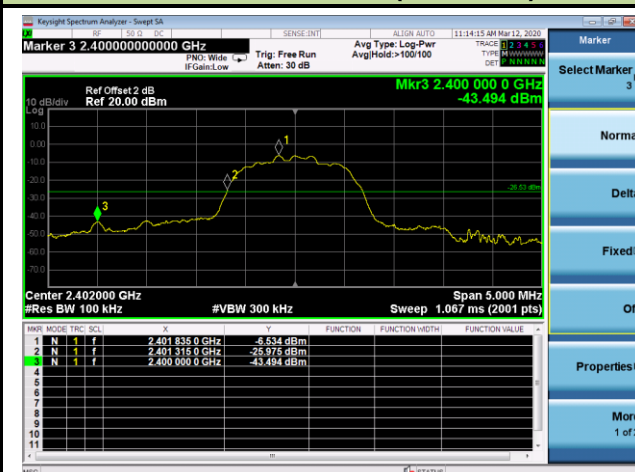 Keysight Spectrum Analyzer - Swept SA
RF 50 Ω DC SENSE:INT ALIGN AUTO 11:14:15 AM Mar 12, 2020
Marker 3 2.400000000000 GHz
PNO: Wide
IFGain:Low
Trig: Free Run
Atten: 30 dB
Avg Type: Log-Pwr
Avg|Hold:>100/100
TRACE 1 2 3 4 5 6
TYPE M WWWWW
DET P N N N N N
Marker
Select Marker
3
Normal
Delta
Fixed
Off
Properties
More
1 of 2
Ref Offset 2 dB
10 dB/div Ref 20.00 dBm
Log
Mkr3 2.400 000 0 GHz
-43.494 dBm
10.0
0.00
-10.0
-20.0
-30.0
-40.0
-50.0
-60.0
-70.0
1
2
3
-26.53 dBm
Center 2.402000 GHz Span 5.000 MHz
#Res BW 100 kHz #VBW 300 kHz Sweep 1.067 ms (2001 pts)
MKR MODE TRC SCL X Y FUNCTION FUNCTION WIDTH FUNCTION VALUE
1 N 1 f 2.401 835 0 GHz -6.534 dBm
2 N 1 f 2.401 315 0 GHz -25.975 dBm
3 N 1 f 2.400 000 0 GHz -43.494 dBm
4
5
6
7
8
9
10
11
MSG STATUS